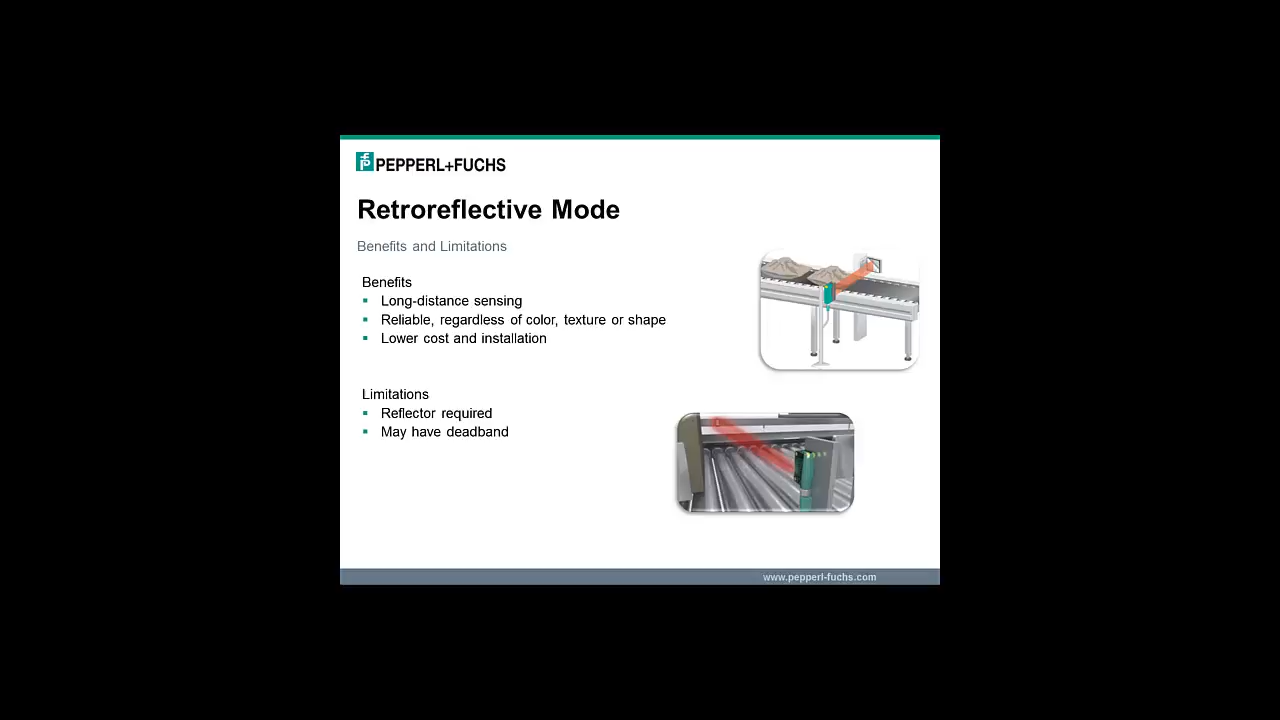 PEPPERL+FUCHS
Retroreflective Mode
Benefits and Limitations
Benefits
Long-distance sensing
Reliable, regardless of color, texture or shape
Lower cost and installation
Limitations
Reflector required
May have deadband
www.pepperl-fuchs.com